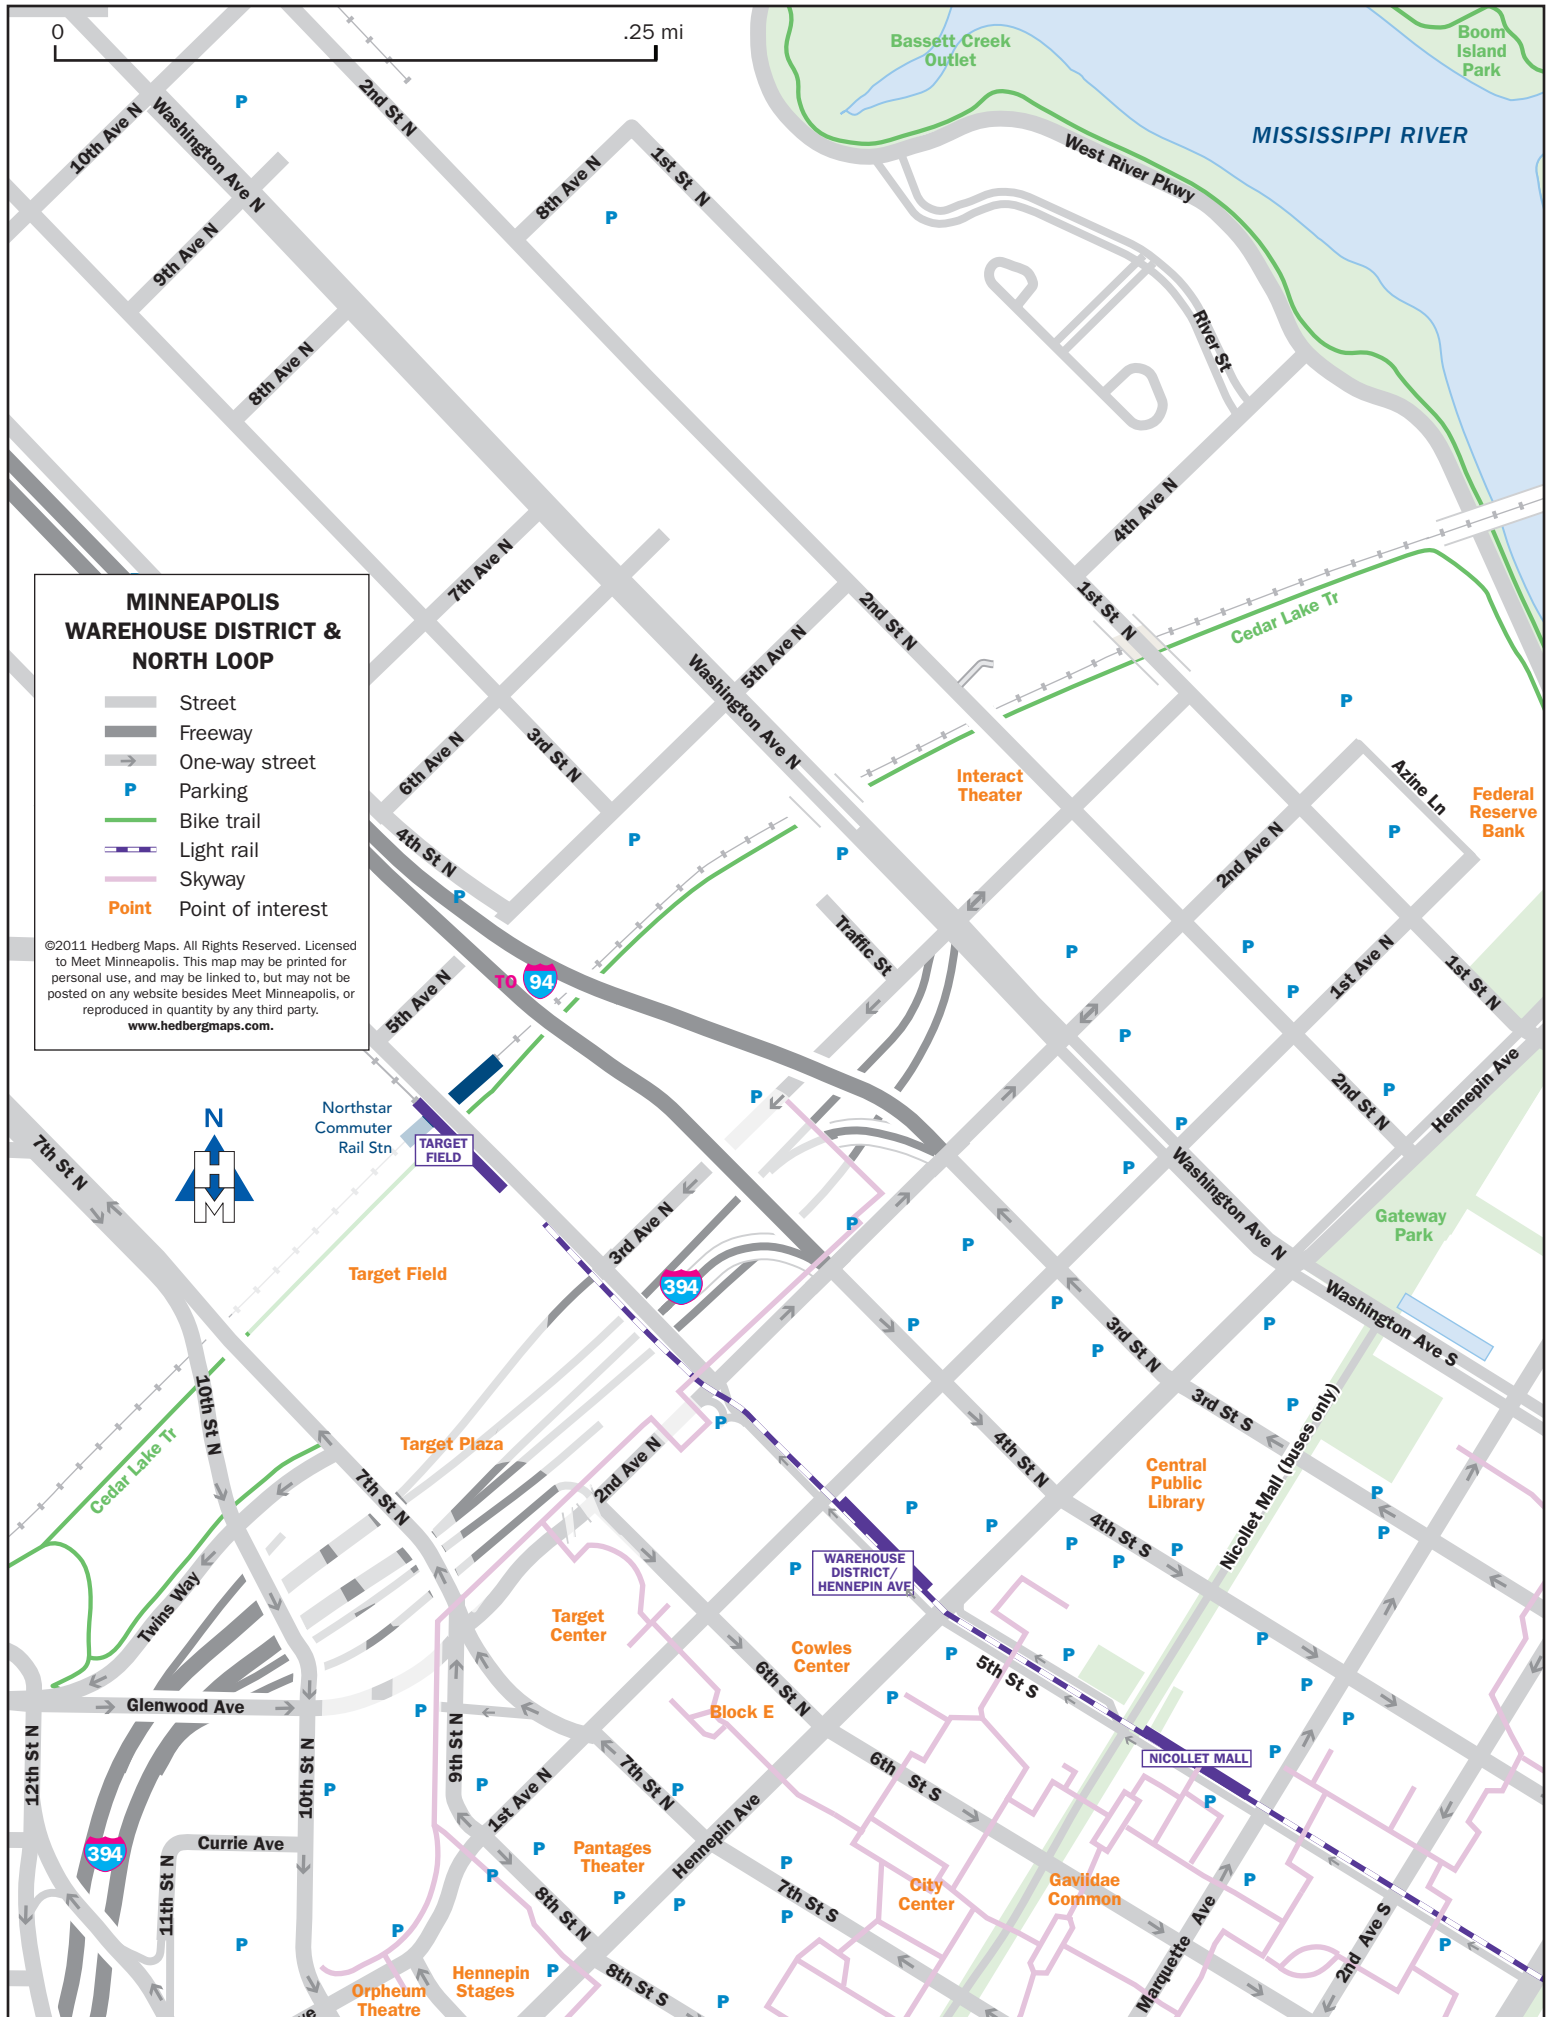 0
.25 mi
Bassett Creek
Outlet
Boom
Island
Park
MISSISSIPPI RIVER
West River Pkwy
10th Ave N
P
Washington Ave N
2nd St N
8th Ave N
1st St N
P
9th Ave N
8th Ave N
River St
4th Ave N
7th Ave N
1st St N
Cedar Lake Tr
2nd St N
5th Ave N
Washington Ave N
MINNEAPOLIS
WAREHOUSE DISTRICT &
NORTH LOOP
Street
Freeway
One-way street
P Parking
Bike trail
Light rail
Skyway
Point Point of interest
©2011 Hedberg Maps. All Rights Reserved. Licensed
to Meet Minneapolis. This map may be printed for
personal use, and may be linked to, but may not be
posted on any website besides Meet Minneapolis, or
reproduced in quantity by any third party.
www.hedbergmaps.com.
6th Ave N
3rd St N
P
Interact
Theater
Azine Ln
Federal
Reserve
Bank
P
4th St N
P
P
P
2nd Ave N
Traffic St
P
P
1st Ave N
1st St N
TO 94
P
5th Ave N
P
2nd St N
P
Hennepin Ave
P
P
Northstar
Commuter
Rail Stn
TARGET
FIELD
N
H
M
7th St N
P
Washington Ave N
3rd Ave N
P
P
Gateway
Park
Target Field
394
P
P
P
Washington Ave S
3rd St N
P
10th St N
3rd St S
P
Nicollet Mall (buses only)
P
Target Plaza
Cedar Lake Tr
2nd Ave N
4th St N
Central
Public
Library
7th St N
P
P
P
P
4th St S
P
P
P
P
WAREHOUSE
DISTRICT/
HENNEPIN AVE
P
Twins Way
Target
Center
Cowles
Center
P
P
5th St S
P
Glenwood Ave
P
6th St N
P
P
Block E
P
12th St N
10th St N
9th St N
NICOLLET MALL
P
P
P
1st Ave N
7th St N
P
6th St S
P
394
Currie Ave
P
Pantages
Theater
Hennepin Ave
P
P
11th St N
P
P
7th St S
P
City
Center
Gaviidae
Common
P
8th St N
P
P
Marquette Ave
2nd Ave S
P
Hennepin
Stages
P
8th St S
P
Orpheum
Theatre